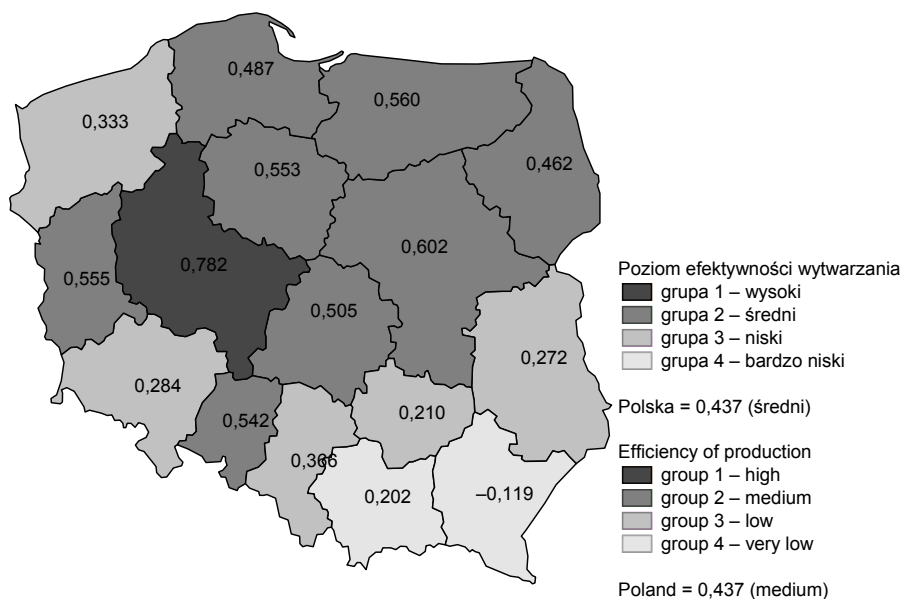 0,487
0,560
0,333
0,462
0,553
0,602
0,782
0,555
0,505
0,272
0,284
0,210
0,542
0,366
0,202
–0,119
Poziom efektywności wytwarzania
grupa 1 – wysoki
grupa 2 – średni
grupa 3 – niski
grupa 4 – bardzo niski
Polska = 0,437 (średni)
Efficiency of production
group 1 – high
group 2 – medium
group 3 – low
group 4 – very low
Poland = 0,437 (medium)